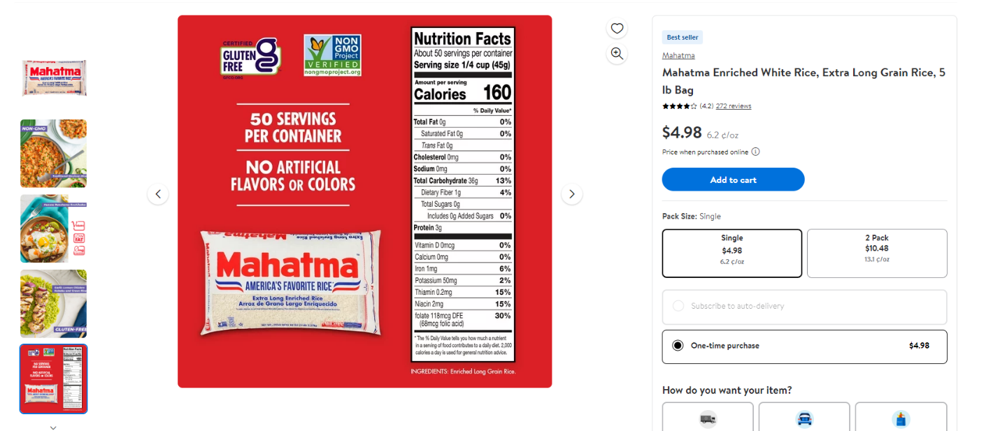 Mahatma
AMERICA'S FAVORITE RICE
NON-GMO
GLUTEN-FREE
CERTIFIED
GLUTEN
FREE
GFCO.ORG
NON
GMO
Project
VERIFIED
nongmoproject.org
50 SERVINGS
PER CONTAINER
NO ARTIFICIAL
FLAVORS OR COLORS
Mahatma
AMERICA'S FAVORITE RICE
Extra Long Enriched Rice
Arroz de Grano Largo Enriquecido
Nutrition Facts
About 50 servings per container
Serving size 1/4 cup (45g)
Amount per serving
Calories 160
% Daily Value*
Total Fat 0g 0%
Saturated Fat 0g 0%
Trans Fat 0g
Cholesterol 0mg 0%
Sodium 0mg 0%
Total Carbohydrate 36g 13%
Dietary Fiber 1g 4%
Total Sugars 0g
Includes 0g Added Sugars 0%
Protein 3g
Vitamin D 0mcg 0%
Calcium 0mg 0%
Iron 1mg 6%
Potassium 50mg 2%
Thiamin 0.2mg 15%
Niacin 2mg 15%
folate 118mcg DFE 30%
(68mcg folic acid)
* The % Daily Value tells you how much a nutrient
in a serving of food contributes to a daily diet. 2,000
calories a day is used for general nutrition advice.
INGREDIENTS: Enriched Long Grain Rice.
Best seller
Mahatma
Mahatma Enriched White Rice, Extra Long Grain Rice, 5
lb Bag
(4.2) 272 reviews
$4.98 6.2 ¢/oz
Price when purchased online
Add to cart
Pack Size: Single
Single
$4.98
6.2 ¢/oz
2 Pack
$10.48
13.1 ¢/oz
Subscribe to auto-delivery
One-time purchase $4.98
How do you want your item?